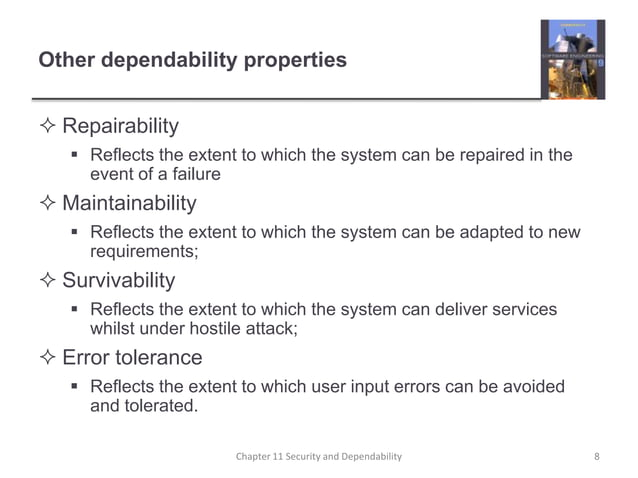 Other dependability properties
SOFTWARE ENGINEERING
9
Repairability
Reflects the extent to which the system can be repaired in the
event of a failure
Maintainability
Reflects the extent to which the system can be adapted to new
requirements;
Survivability
Reflects the extent to which the system can deliver services
whilst under hostile attack;
Error tolerance
Reflects the extent to which user input errors can be avoided
and tolerated.
Chapter 11 Security and Dependability
8